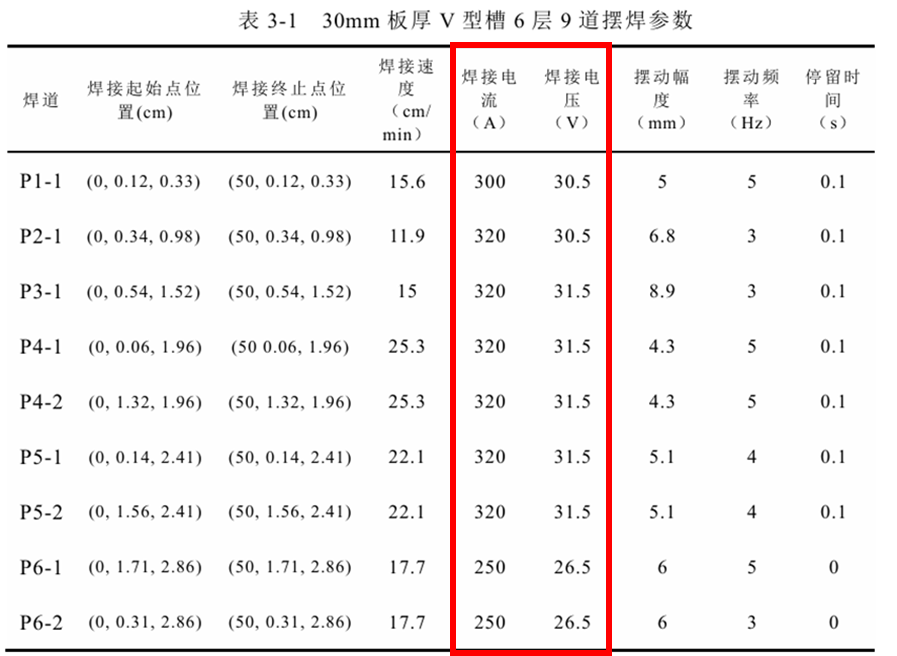 表 3-1 30mm 板厚 V 型槽 6 层 9 道摆焊参数
焊道 焊接起始点位置(cm) 焊接终止点位置(cm) 焊接速度（cm/min） 焊接电流（A） 焊接电压（V） 摆动幅度（mm） 摆动频率（Hz） 停留时间（s）
P1-1 (0, 0.12, 0.33) (50, 0.12, 0.33) 15.6 300 30.5 5 5 0.1
P2-1 (0, 0.34, 0.98) (50, 0.34, 0.98) 11.9 320 30.5 6.8 3 0.1
P3-1 (0, 0.54, 1.52) (50, 0.54, 1.52) 15 320 31.5 8.9 3 0.1
P4-1 (0, 0.06, 1.96) (50 0.06, 1.96) 25.3 320 31.5 4.3 5 0.1
P4-2 (0, 1.32, 1.96) (50, 1.32, 1.96) 25.3 320 31.5 4.3 5 0.1
P5-1 (0, 0.14, 2.41) (50, 0.14, 2.41) 22.1 320 31.5 5.1 4 0.1
P5-2 (0, 1.56, 2.41) (50, 1.56, 2.41) 22.1 320 31.5 5.1 4 0.1
P6-1 (0, 1.71, 2.86) (50, 1.71, 2.86) 17.7 250 26.5 6 5 0
P6-2 (0, 0.31, 2.86) (50, 0.31, 2.86) 17.7 250 26.5 6 3 0